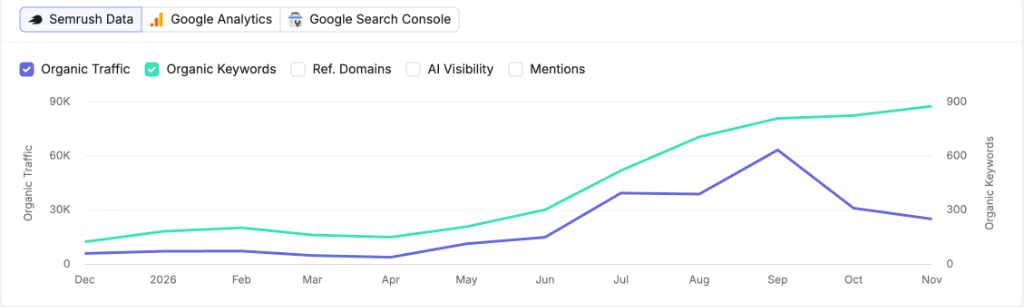 Semrush Data Google Analytics Google Search Console
Organic Traffic Organic Keywords Ref. Domains AI Visibility Mentions
90K 900
60K 600
30K 300
0 0
Organic Traffic
Organic Keywords
Dec 2026 Feb Mar Apr May Jun Jul Aug Sep Oct Nov